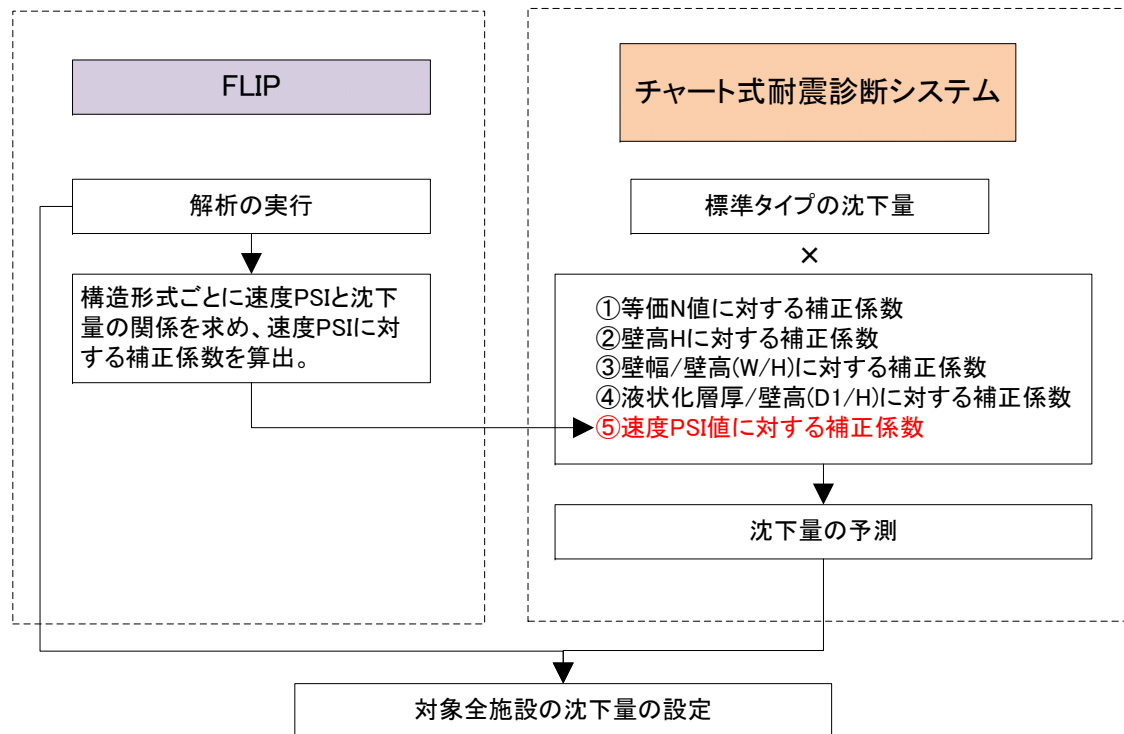 FLIP
解析の実行
構造形式ごとに速度PSIと沈下
量の関係を求め、速度PSIに対
する補正係数を算出。
チャート式耐震診断システム
標準タイプの沈下量
×
①等価N値に対する補正係数
②壁高Hに対する補正係数
③壁幅/壁高(W/H)に対する補正係数
④液状化層厚/壁高(D1/H)に対する補正係数
⑤速度PSI値に対する補正係数
沈下量の予測
対象全施設の沈下量の設定